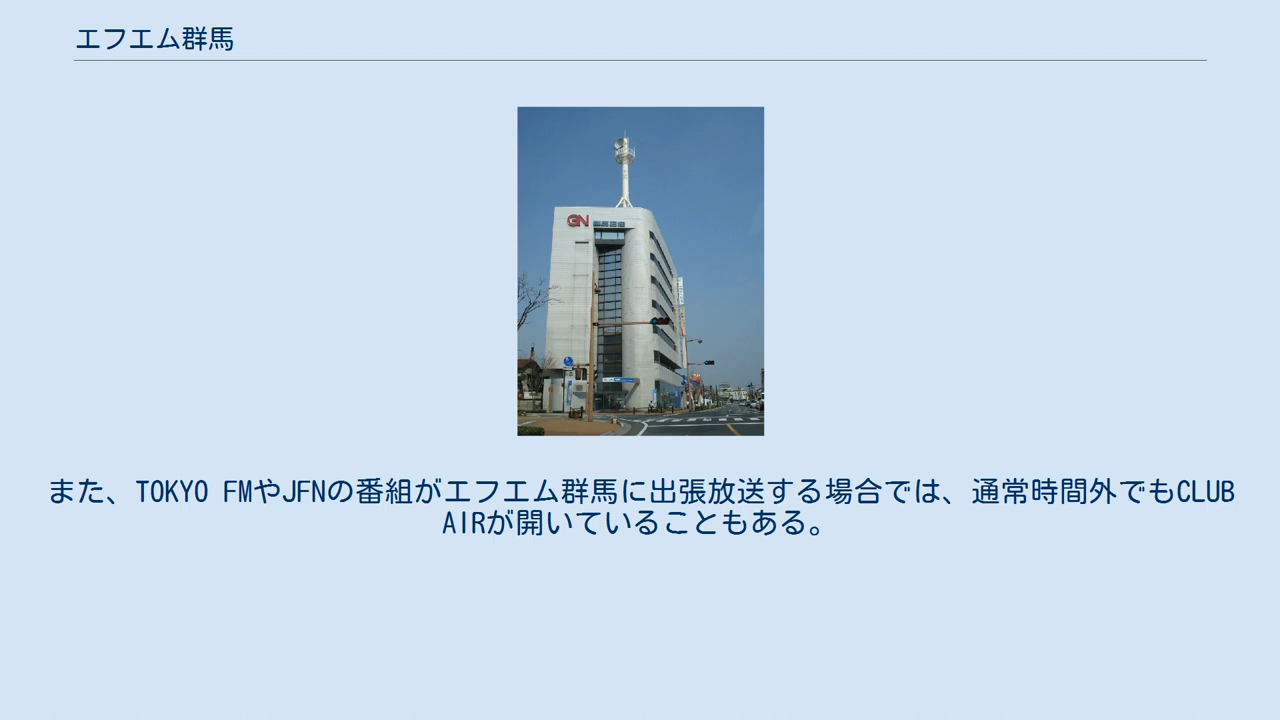 エフエム群馬
GN
また、TOKYO FMやJFNの番組がエフエム群馬に出張放送する場合では、通常時間外でもCLUB
AIRが開いていることもある。